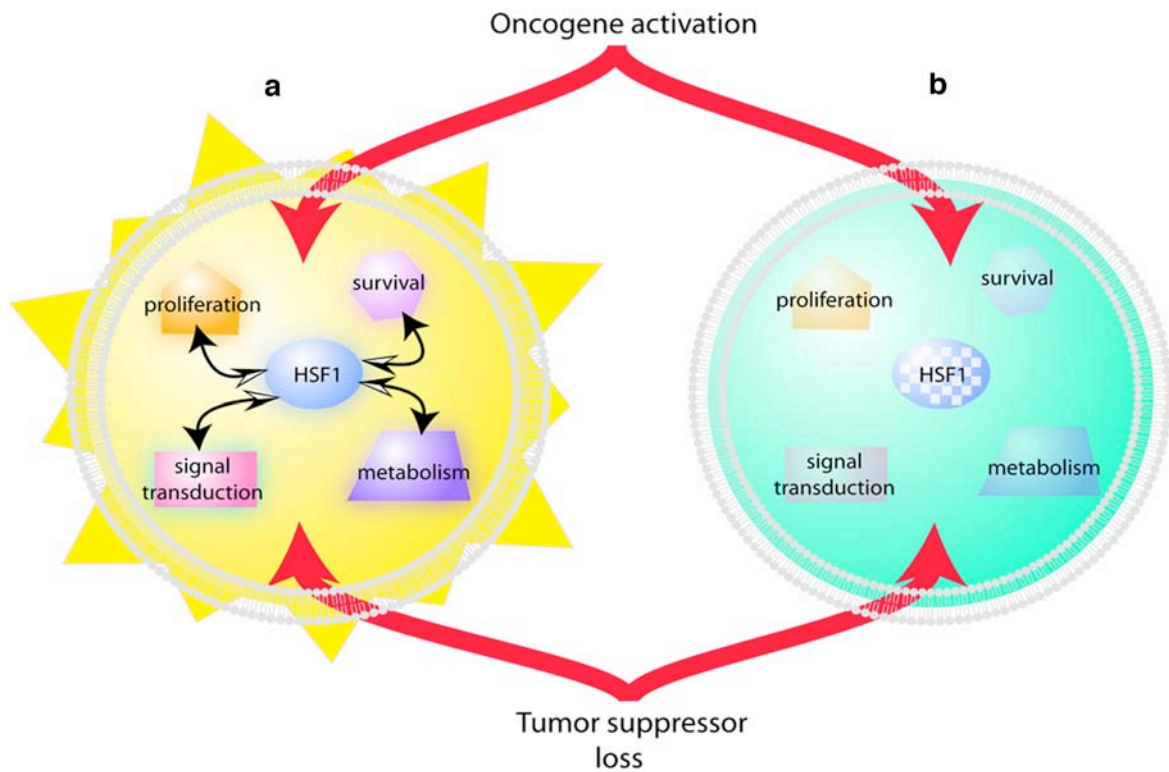 Oncogene activation
a
b
proliferation
survival
HSF1
signal
transduction
metabolism
proliferation
survival
HSF1
signal
transduction
metabolism
Tumor suppressor
loss